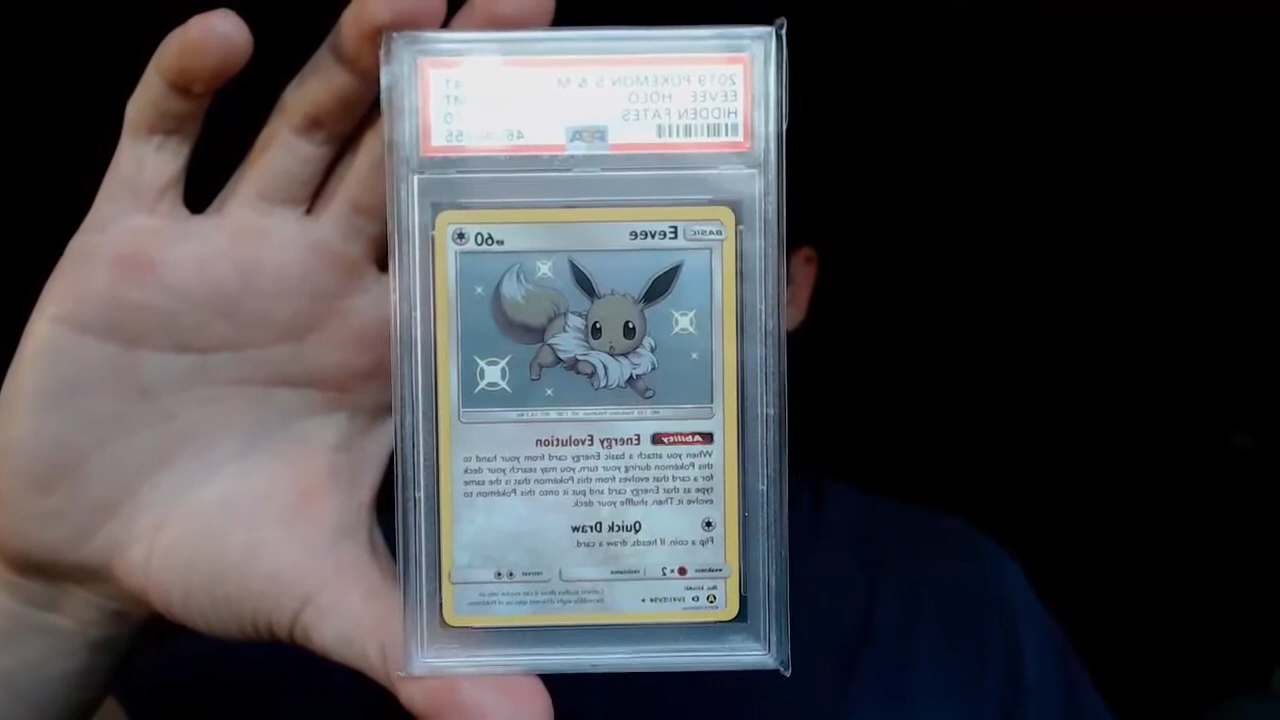 2019 POKEMON S & M
EEVEE - HOLO
HIDDEN FATES
PSA
BASIC
Eevee
HP 60
Ability
Energy Evolution
When you attach a basic Energy card from your hand to
this Pokémon during your turn, you may search your deck
for a card that evolves from this Pokémon that is the same
type as that Energy card and put it onto this Pokémon to
evolve it. Then, shuffle your deck.
Quick Draw
Flip a coin. If heads, draw a card.
weakness
× 2
resistance
retreat